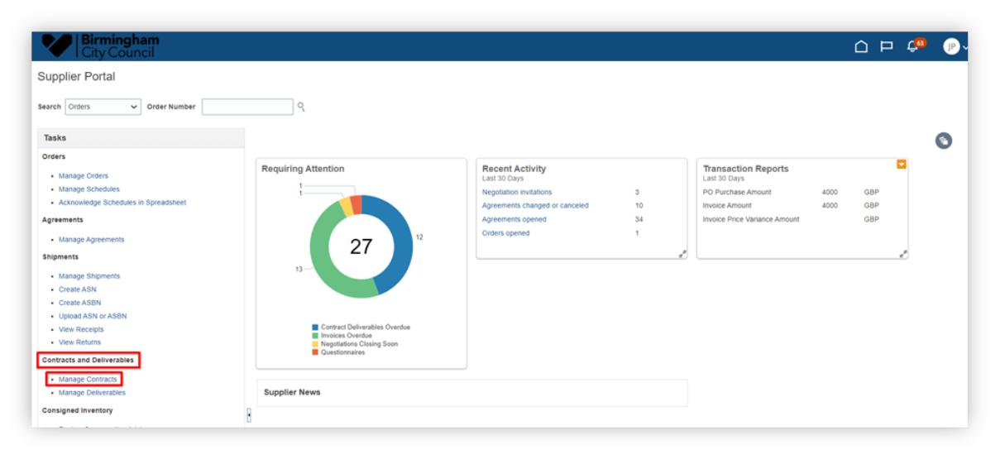 Birmingham
City Council
63
JP
Supplier Portal
Search Orders Order Number
Tasks
Orders
Manage Orders
Manage Schedules
Acknowledge Schedules in Spreadsheet
Agreements
Manage Agreements
Shipments
Manage Shipments
Create ASN
Create ASBN
Upload ASN or ASBN
View Receipts
View Returns
Contracts and Deliverables
Manage Contracts
Manage Deliverables
Consigned Inventory
Requiring Attention
1
1
12
13
27
Contract Deliverables Overdue
Invoices Overdue
Negotiations Closing Soon
Questionnaires
Recent Activity
Last 30 Days
Negotiation invitations 3
Agreements changed or canceled 10
Agreements opened 34
Orders opened 1
Transaction Reports
Last 30 Days
PO Purchase Amount 4000 GBP
Invoice Amount 4000 GBP
Invoice Price Variance Amount GBP
Supplier News